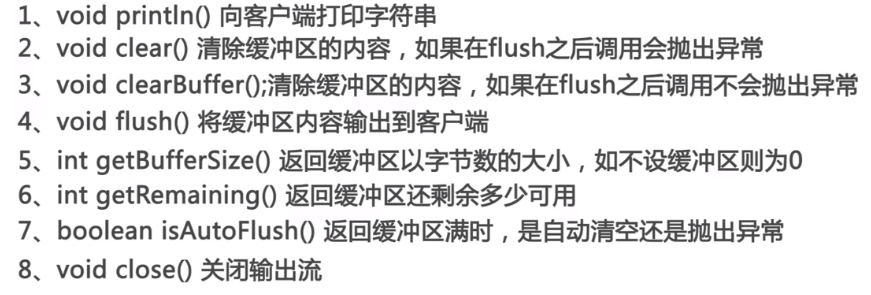 1、void println() 向客户端打印字符串
2、void clear() 清除缓冲区的内容，如果在flush之后调用会抛出异常
3、void clearBuffer();清除缓冲区的内容，如果在flush之后调用不会抛出异常
4、void flush() 将缓冲区内容输出到客户端
5、int getBufferSize() 返回缓冲区以字节数的大小，如不设缓冲区则为0
6、int getRemaining() 返回缓冲区还剩余多少可用
7、boolean isAutoFlush() 返回缓冲区满时，是自动清空还是抛出异常
8、void close() 关闭输出流